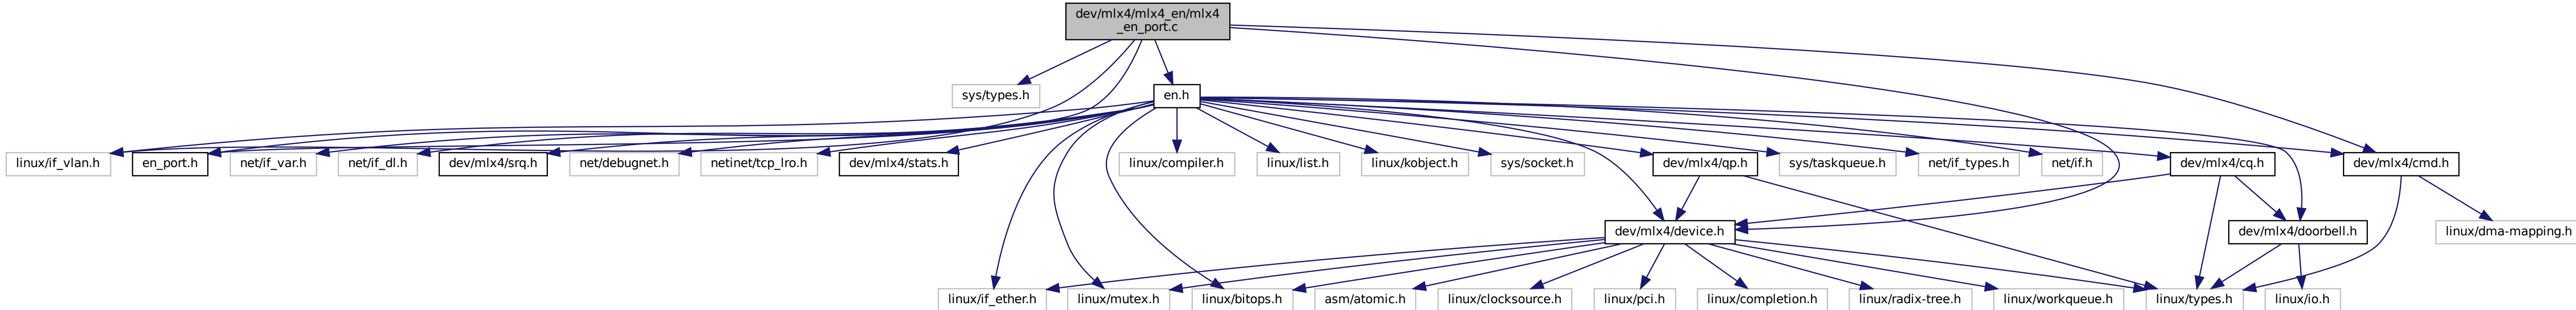 dev/mlx4/mlx4_en/mlx4
_en_port.c
sys/types.h
en.h
linux/if_vlan.h
en_port.h
net/if_var.h
net/if_dl.h
dev/mlx4/srq.h
net/debugnet.h
netinet/tcp_lro.h
dev/mlx4/stats.h
linux/compiler.h
linux/list.h
linux/kobject.h
sys/socket.h
dev/mlx4/qp.h
sys/taskqueue.h
net/if_types.h
net/if.h
dev/mlx4/cq.h
dev/mlx4/cmd.h
dev/mlx4/device.h
dev/mlx4/doorbell.h
linux/dma-mapping.h
linux/if_ether.h
linux/mutex.h
linux/bitops.h
asm/atomic.h
linux/clocksource.h
linux/pci.h
linux/completion.h
linux/radix-tree.h
linux/workqueue.h
linux/types.h
linux/io.h